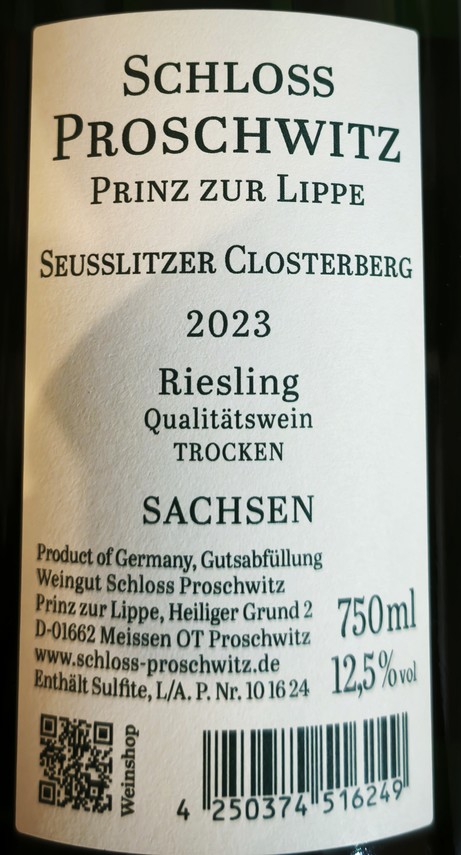 SCHLOSS
PROSCHWITZ
PRINZ ZUR LIPPE
SEUSSLITZER CLOSTERBERG
2023
Riesling
Qualitätswein
TROCKEN
SACHSEN
Product of Germany, Gutsabfüllung
Weingut Schloss Proschwitz
Prinz zur Lippe, Heiliger Grund 2
D-01662 Meissen OT Proschwitz
www.schloss-proschwitz.de
Enthält Sulfite, L/A. P. Nr. 10 16 24
750ml
12,5%vol
Weinshop
4 250374 516249